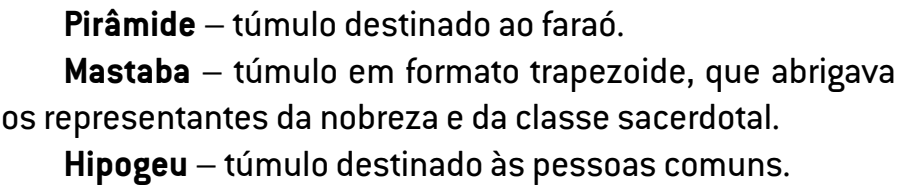 Pirâmide – túmulo destinado ao faraó.
Mastaba – túmulo em formato trapezoide, que abrigava
os representantes da nobreza e da classe sacerdotal.
Hipogeu – túmulo destinado às pessoas comuns.